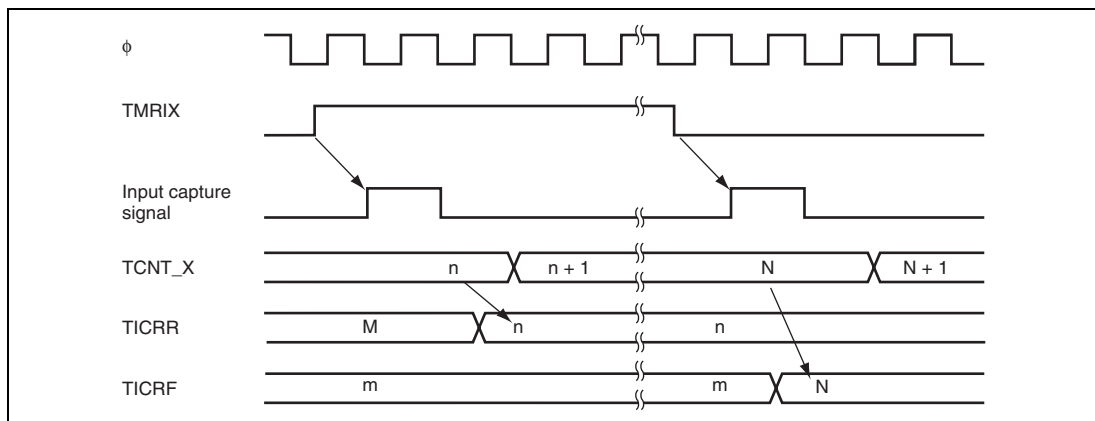 ϕ
TMRIX
Input capture
signal
TCNT_X n n + 1 N N + 1
TICRR M n n
TICRF m m N